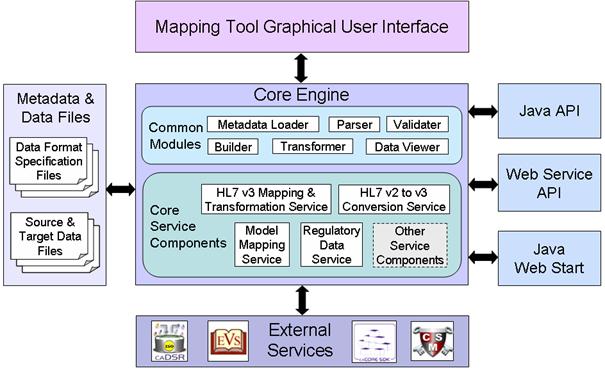 Mapping Tool Graphical User Interface
Metadata &
Data Files
Data Format
Specification
Files
Source &
Target Data
Files
Core Engine
Common
Modules
Metadata Loader
Parser
Validater
Builder
Transformer
Data Viewer
Core
Service
Components
HL7 v3 Mapping &
Transformation Service
HL7 v2 to v3
Conversion Service
Model
Mapping
Service
Regulatory
Data
Service
Other
Service
Components
Java API
Web Service
API
Java
Web Start
External
Services
caDSR
EVS
caCORE SDK
CSM